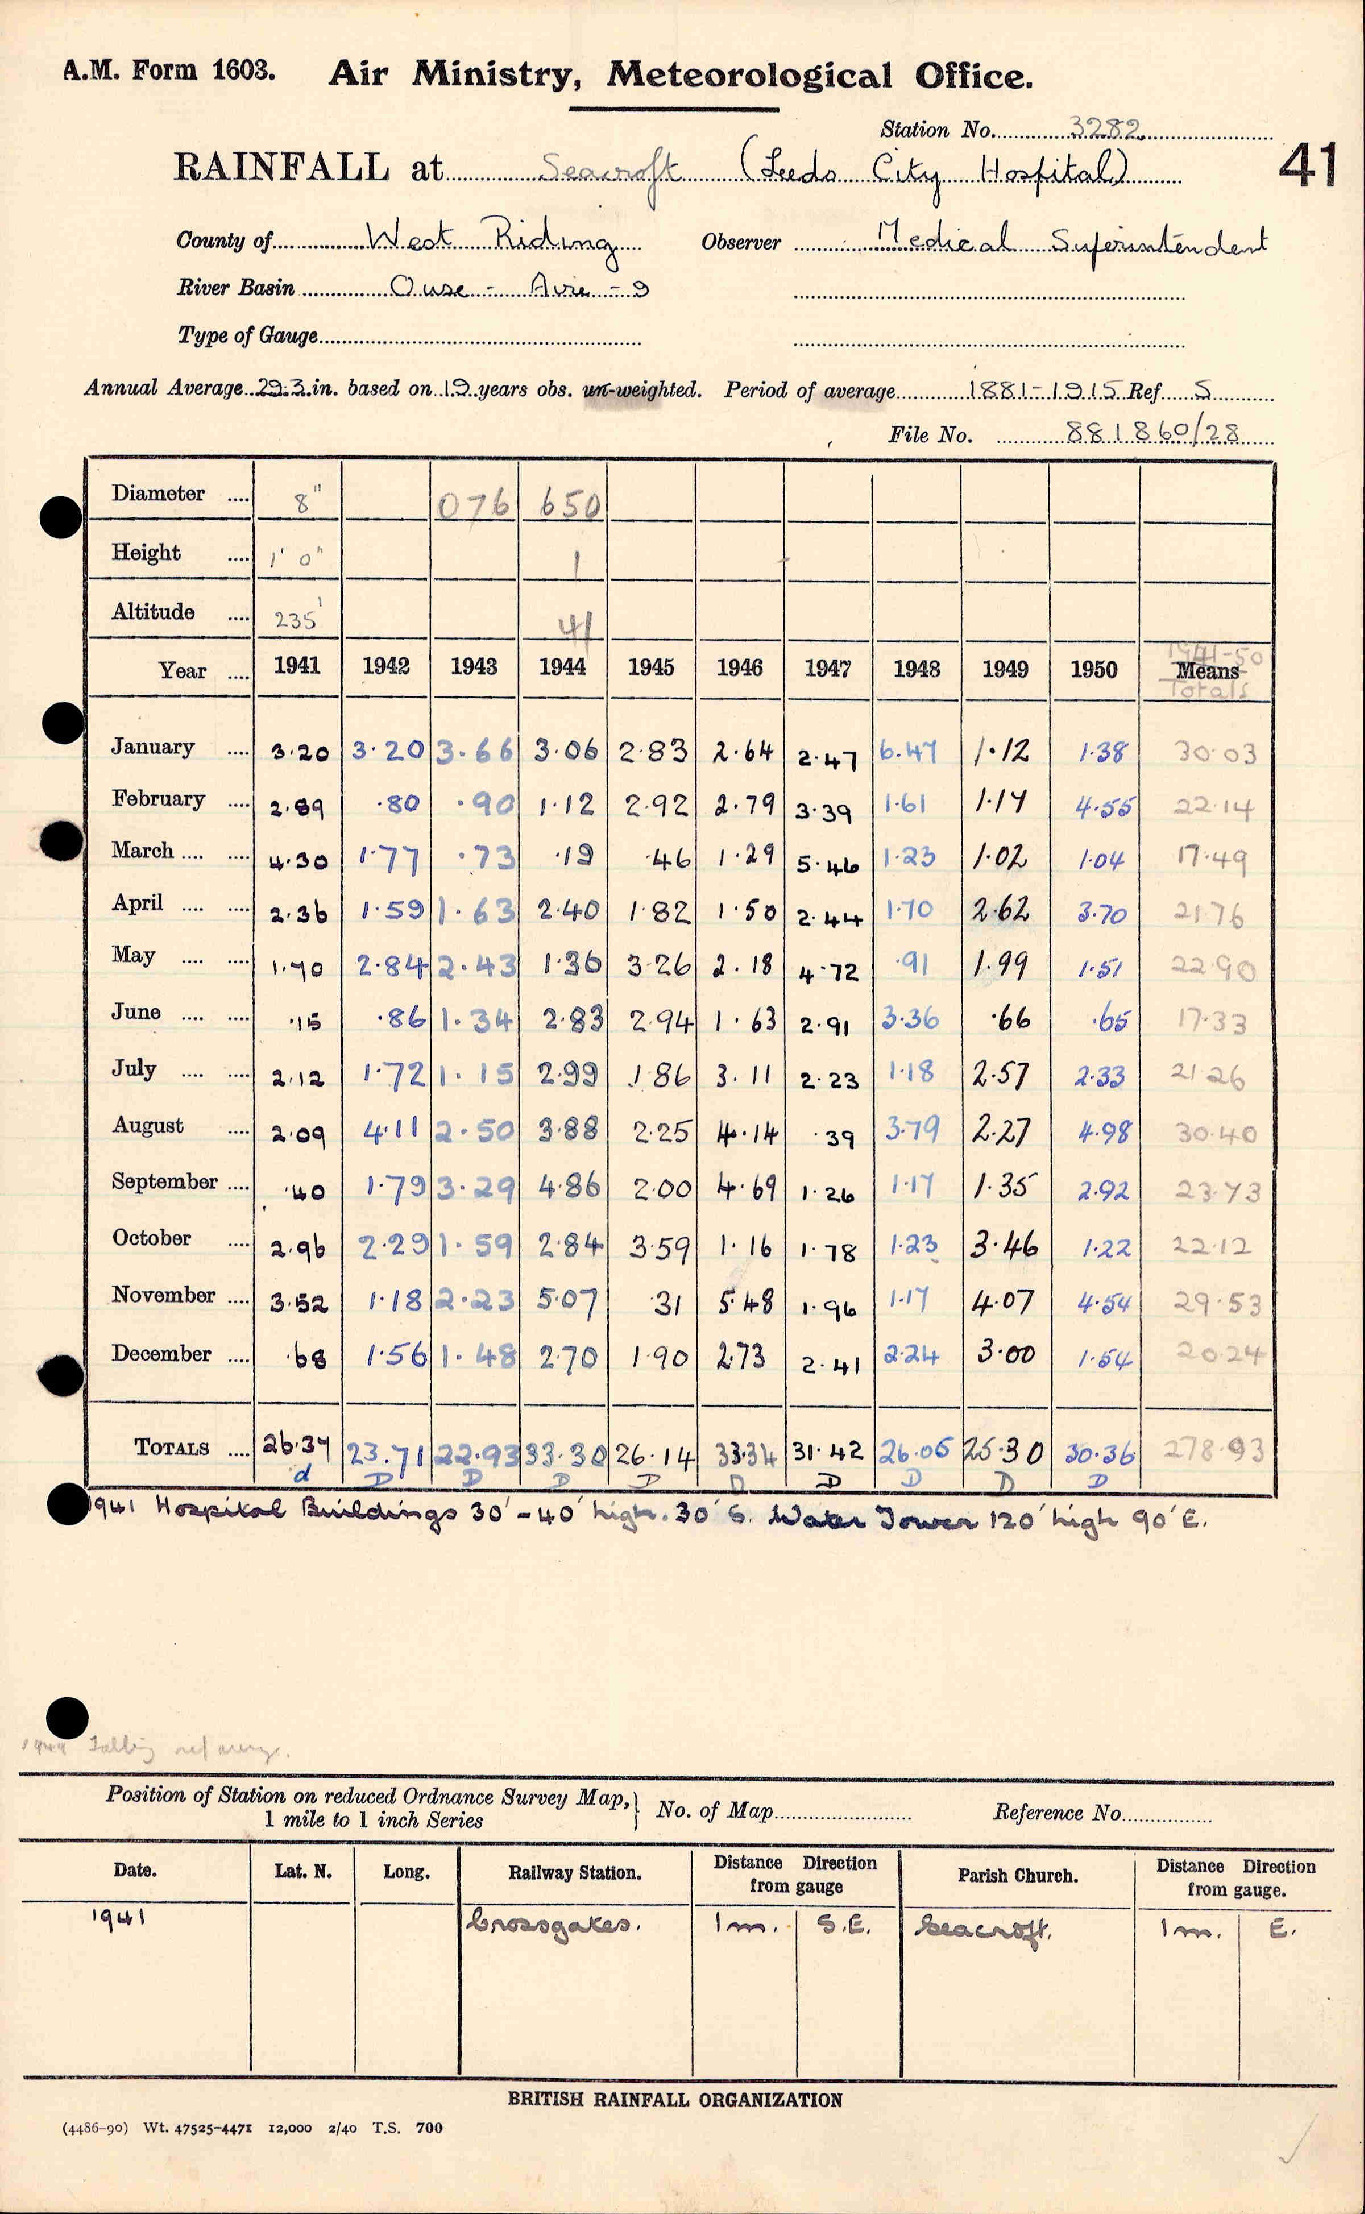 A.M. Form 1603. Air Ministry, Meteorological Office.
Station No. 3282
RAINFALL at Seacroft (Leeds City Hospital) 41
County of West Riding Observer Medical Superintendent
River Basin Ouse - Aire - 9
Type of Gauge
Annual Average 29.3 in. based on 19 years obs. un-weighted. Period of average 1881-1915 Ref S
File No. 881860/28
Diameter .... 8" 076 650
Height .... 1' 0" 1
Altitude .... 235' 41
1941-50
Year .... 1941 1942 1943 1944 1945 1946 1947 1948 1949 1950 Means
Totals
January .... 3.20 3.20 3.66 3.06 2.83 2.64 2.47 6.47 1.12 1.38 30.03
February .... 2.89 .80 .90 1.12 2.92 2.79 3.39 1.61 1.17 4.55 22.14
March .... .... 4.30 1.77 .73 .19 .46 1.29 5.46 1.23 1.02 1.04 17.49
April .... .... 2.36 1.59 1.63 2.40 1.82 1.50 2.44 1.70 2.62 3.70 21.76
May .... .... 1.70 2.84 2.43 1.36 3.26 2.18 4.72 .91 1.99 1.51 22.90
June .... .... .15 .86 1.34 2.83 2.94 1.63 2.91 3.36 .66 .65 17.33
July .... .... 2.12 1.72 1.15 2.99 1.86 3.11 2.23 1.18 2.57 2.33 21.26
August .... 2.09 4.11 2.50 3.88 2.25 4.14 .39 3.79 2.27 4.98 30.40
September .... .40 1.79 3.29 4.86 2.00 4.69 1.26 1.17 1.35 2.92 23.73
October .... 2.96 2.29 1.59 2.84 3.59 1.16 1.78 1.23 3.46 1.22 22.12
November .... 3.52 1.18 2.23 5.07 .31 5.48 1.96 1.17 4.07 4.54 29.53
December .... .68 1.56 1.48 2.70 1.90 2.73 2.41 2.24 3.00 1.54 20.24
TOTALS .... 26.37 23.71 22.93 33.30 26.14 33.34 31.42 26.06 25.30 30.36 278.93
d D D D D D D D D D
1941 Hospital Buildings 30' - 40' high. 30' S. Water Tower 120' high 90' E.
Position of Station on reduced Ordnance Survey Map, No. of Map Reference No.
1 mile to 1 inch Series
Date. Lat. N. Long. Railway Station. Distance Direction from gauge Parish Church. Distance Direction from gauge.
1941 Crossgates. 1m. S.E. Seacroft. 1m. E.
BRITISH RAINFALL ORGANIZATION
(4486-90) Wt. 47525-4471 12,000 2/40 T.S. 700